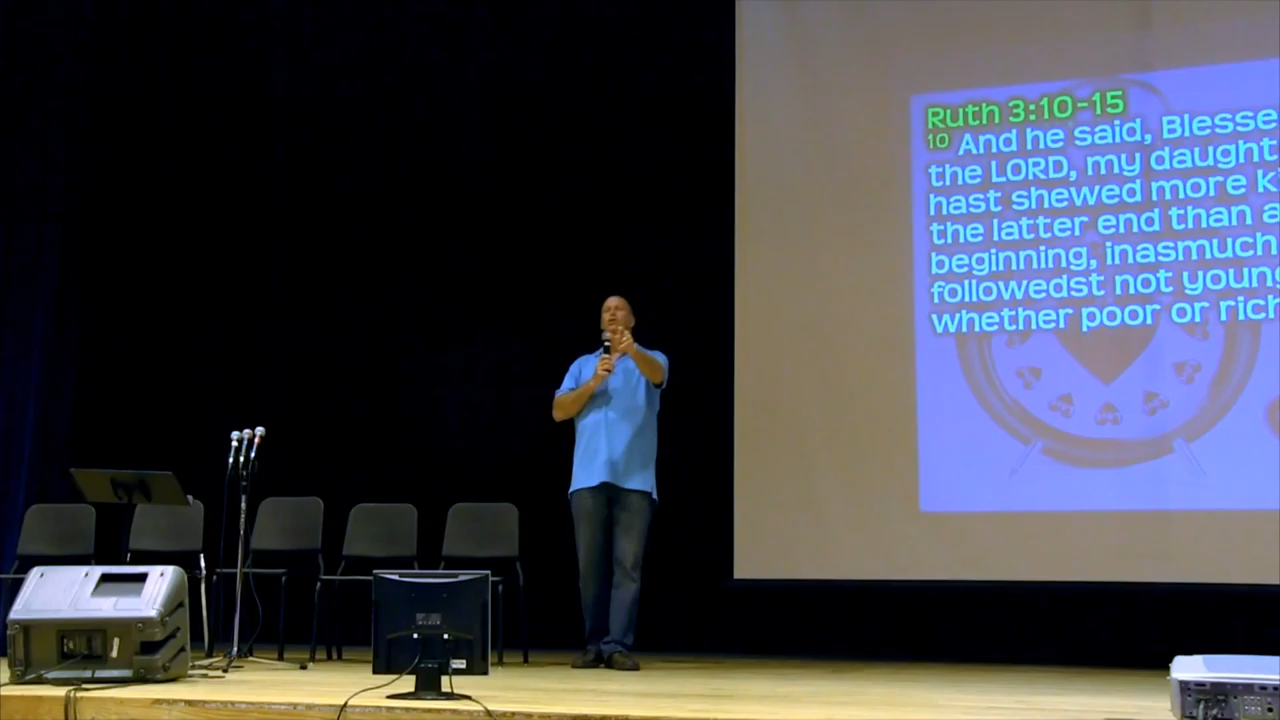 Ruth 3:10-15
10 And he said, Blesse
the LORD, my daught
hast shewed more k
the latter end than a
beginning, inasmuch
followedst not young
whether poor or rich